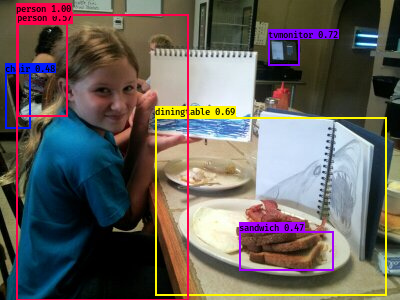 person 1.00
person 0.57
tvmonitor 0.72
chair 0.48
diningtable 0.69
sandwich 0.47